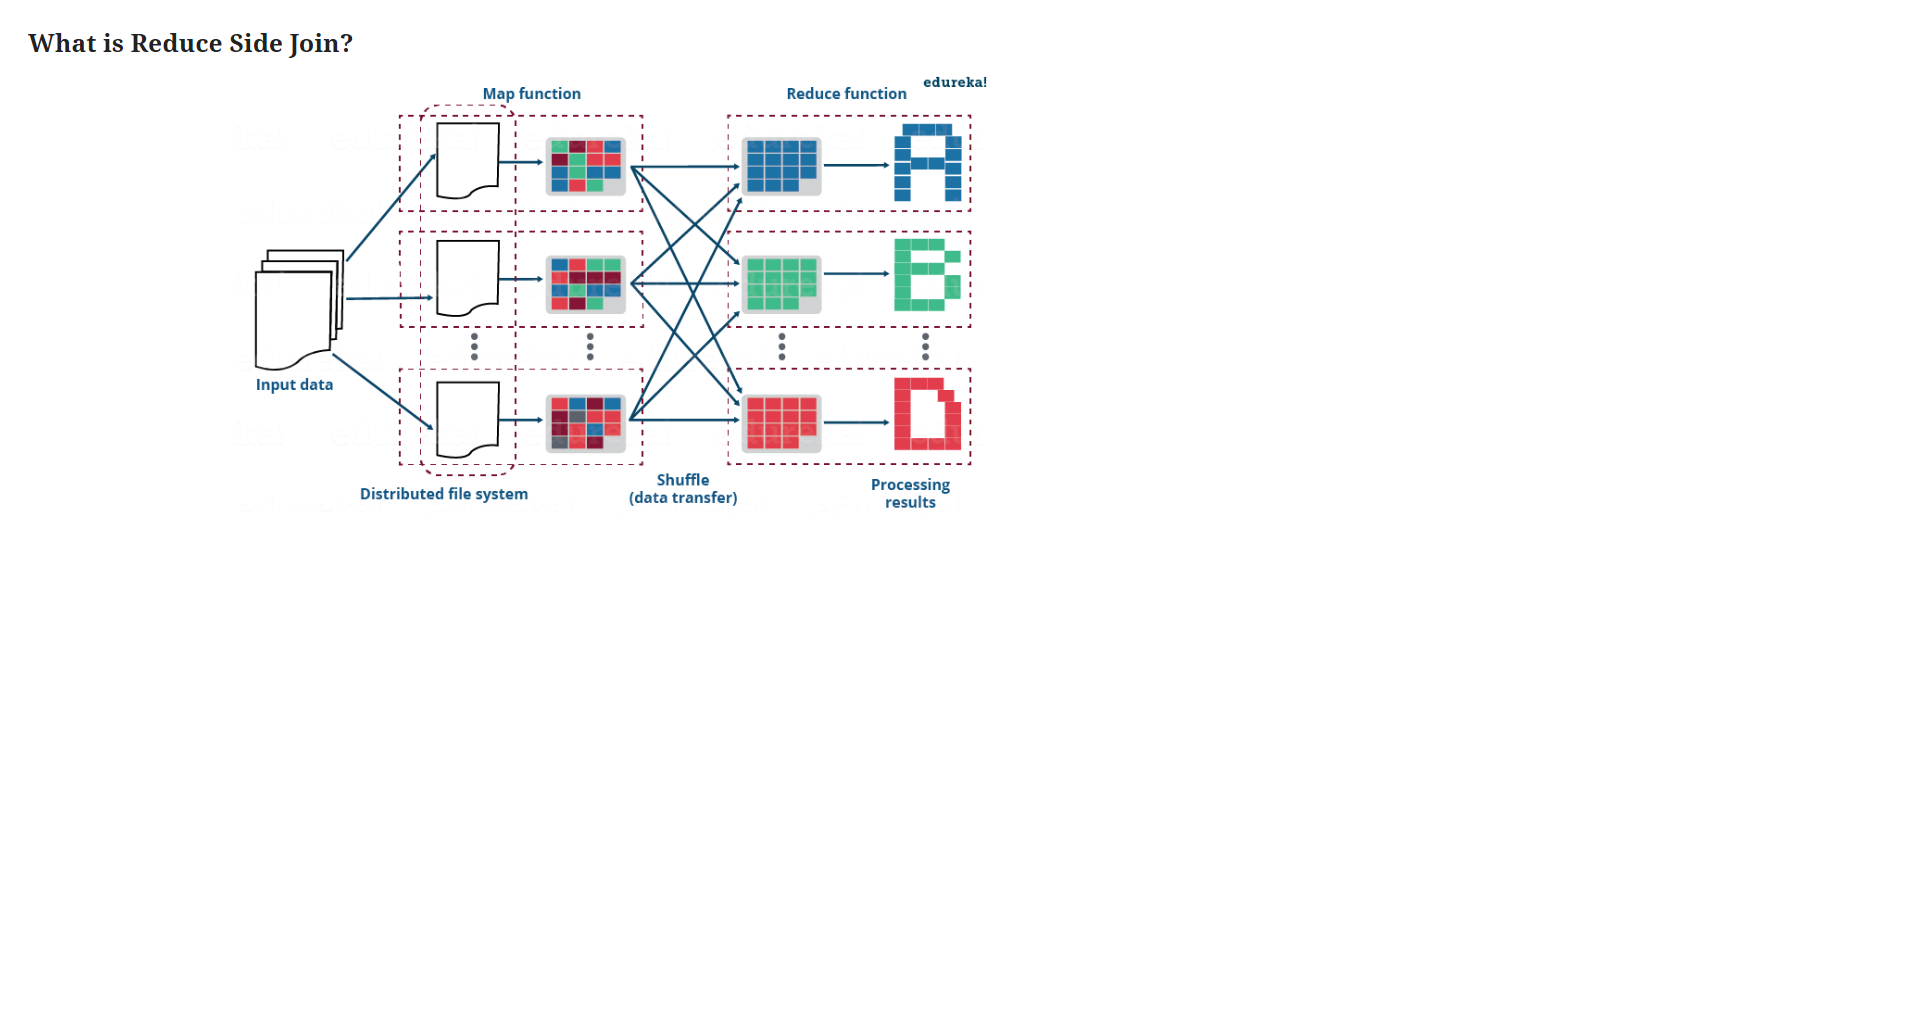 What is Reduce Side Join?
edureka!
Map function
Reduce function
Input data
Distributed file system
Shuffle
(data transfer)
Processing
results